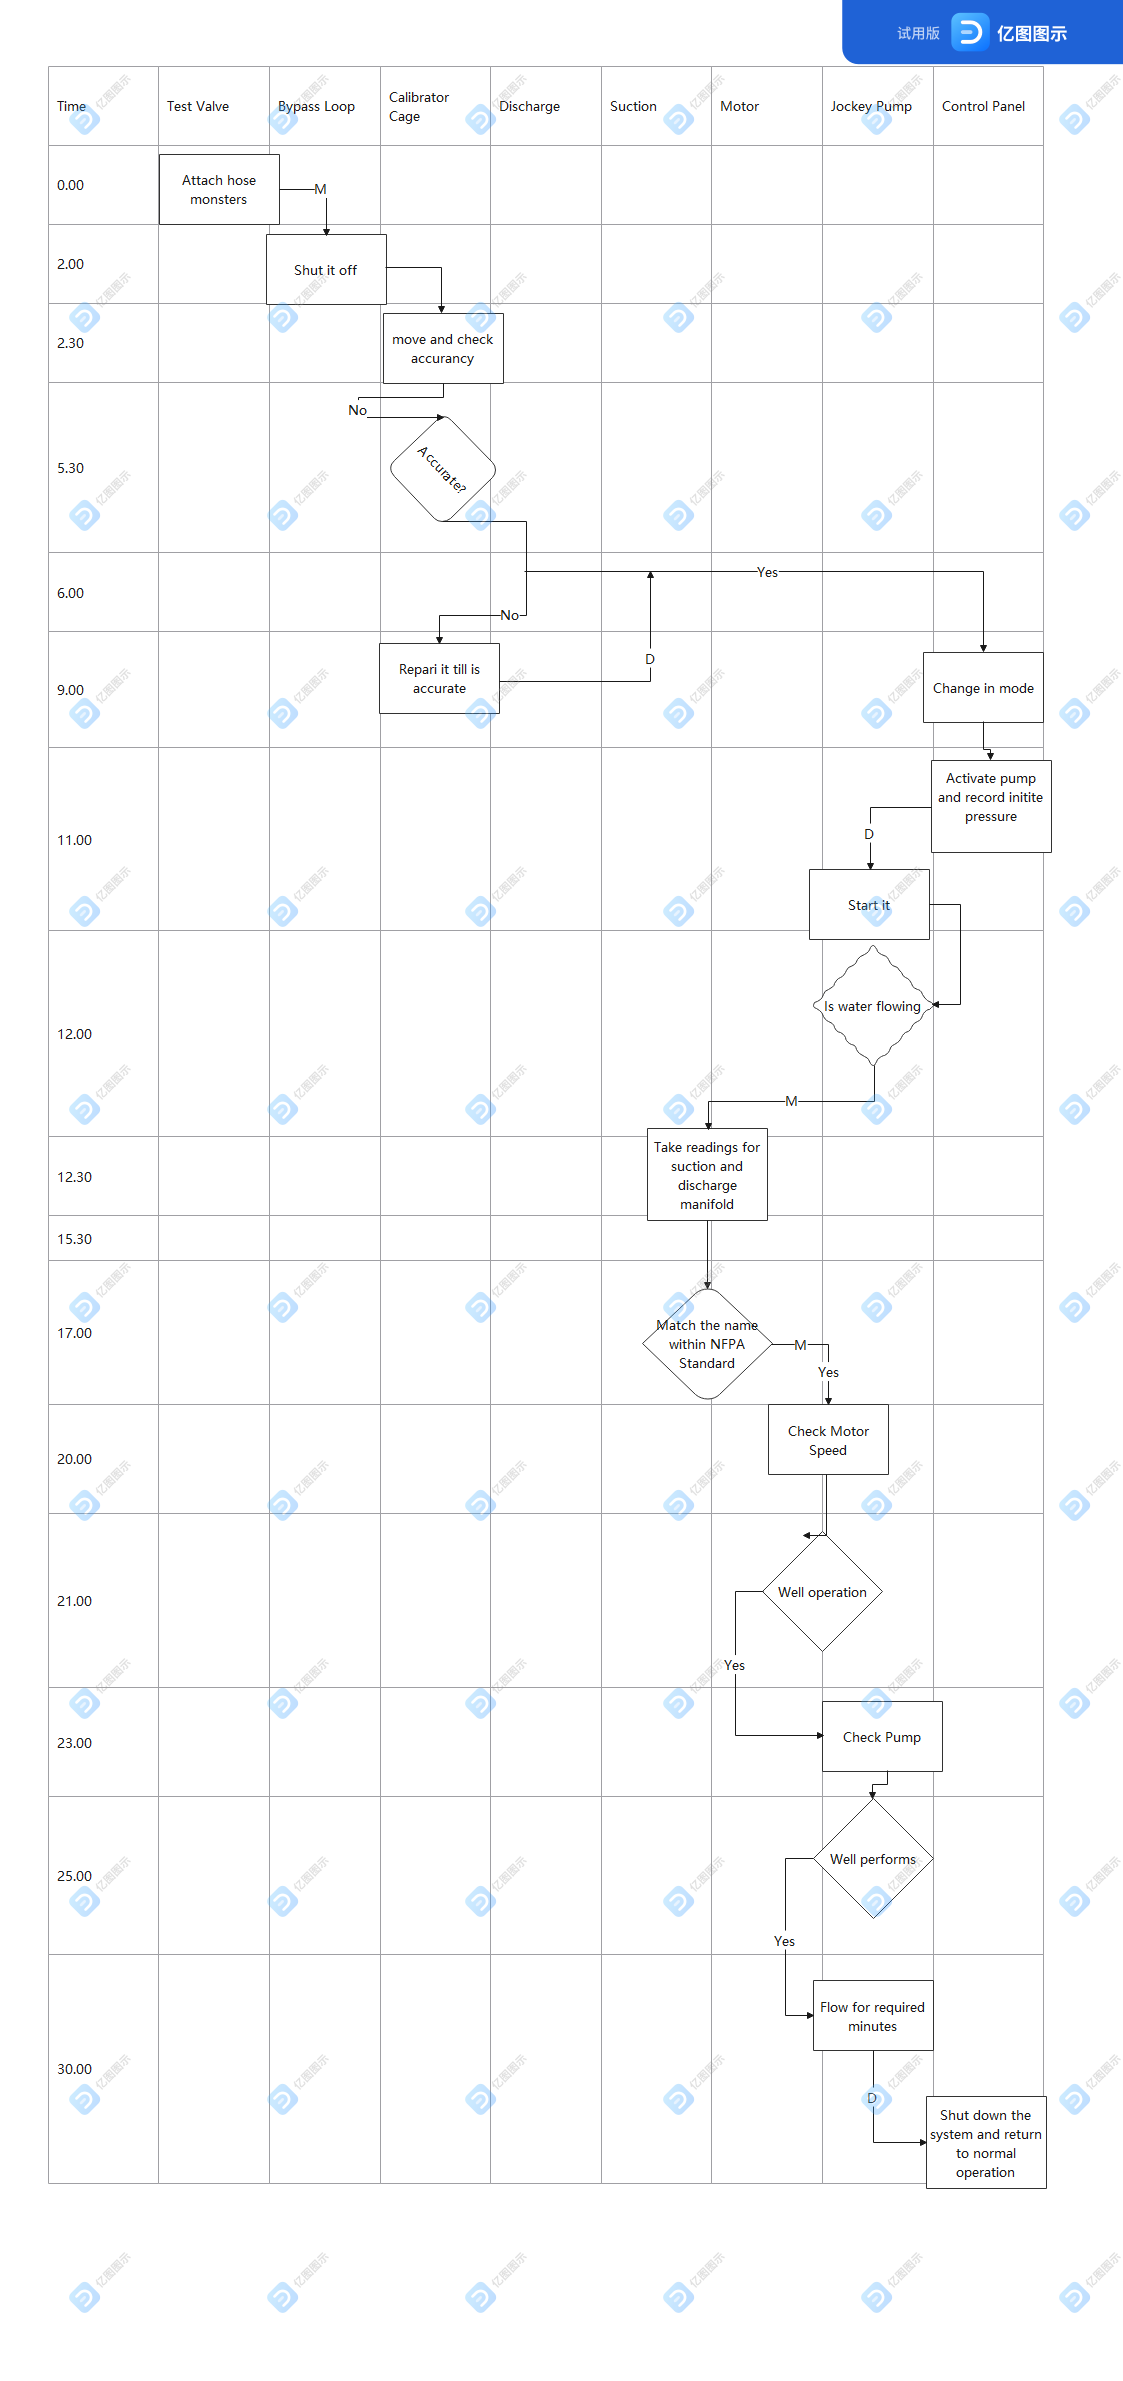 试用版 亿图图示
Time
Test Valve
Bypass Loop
Calibrator
Cage
Discharge
Suction
Motor
Jockey Pump
Control Panel
0.00
Attach hose
monsters
M
2.00
Shut it off
2.30
move and check
accurancy
No
5.30
Accurate?
6.00
Yes
No
9.00
Repari it till is
accurate
D
Change in mode
11.00
Activate pump
and record initite
pressure
D
Start it
12.00
Is water flowing
M
12.30
Take readings for
suction and
discharge
manifold
15.30
17.00
Match the name
within NFPA
Standard
M
Yes
20.00
Check Motor
Speed
21.00
Well operation
Yes
23.00
Check Pump
25.00
Well performs
Yes
30.00
Flow for required
minutes
D
Shut down the
system and return
to normal
operation